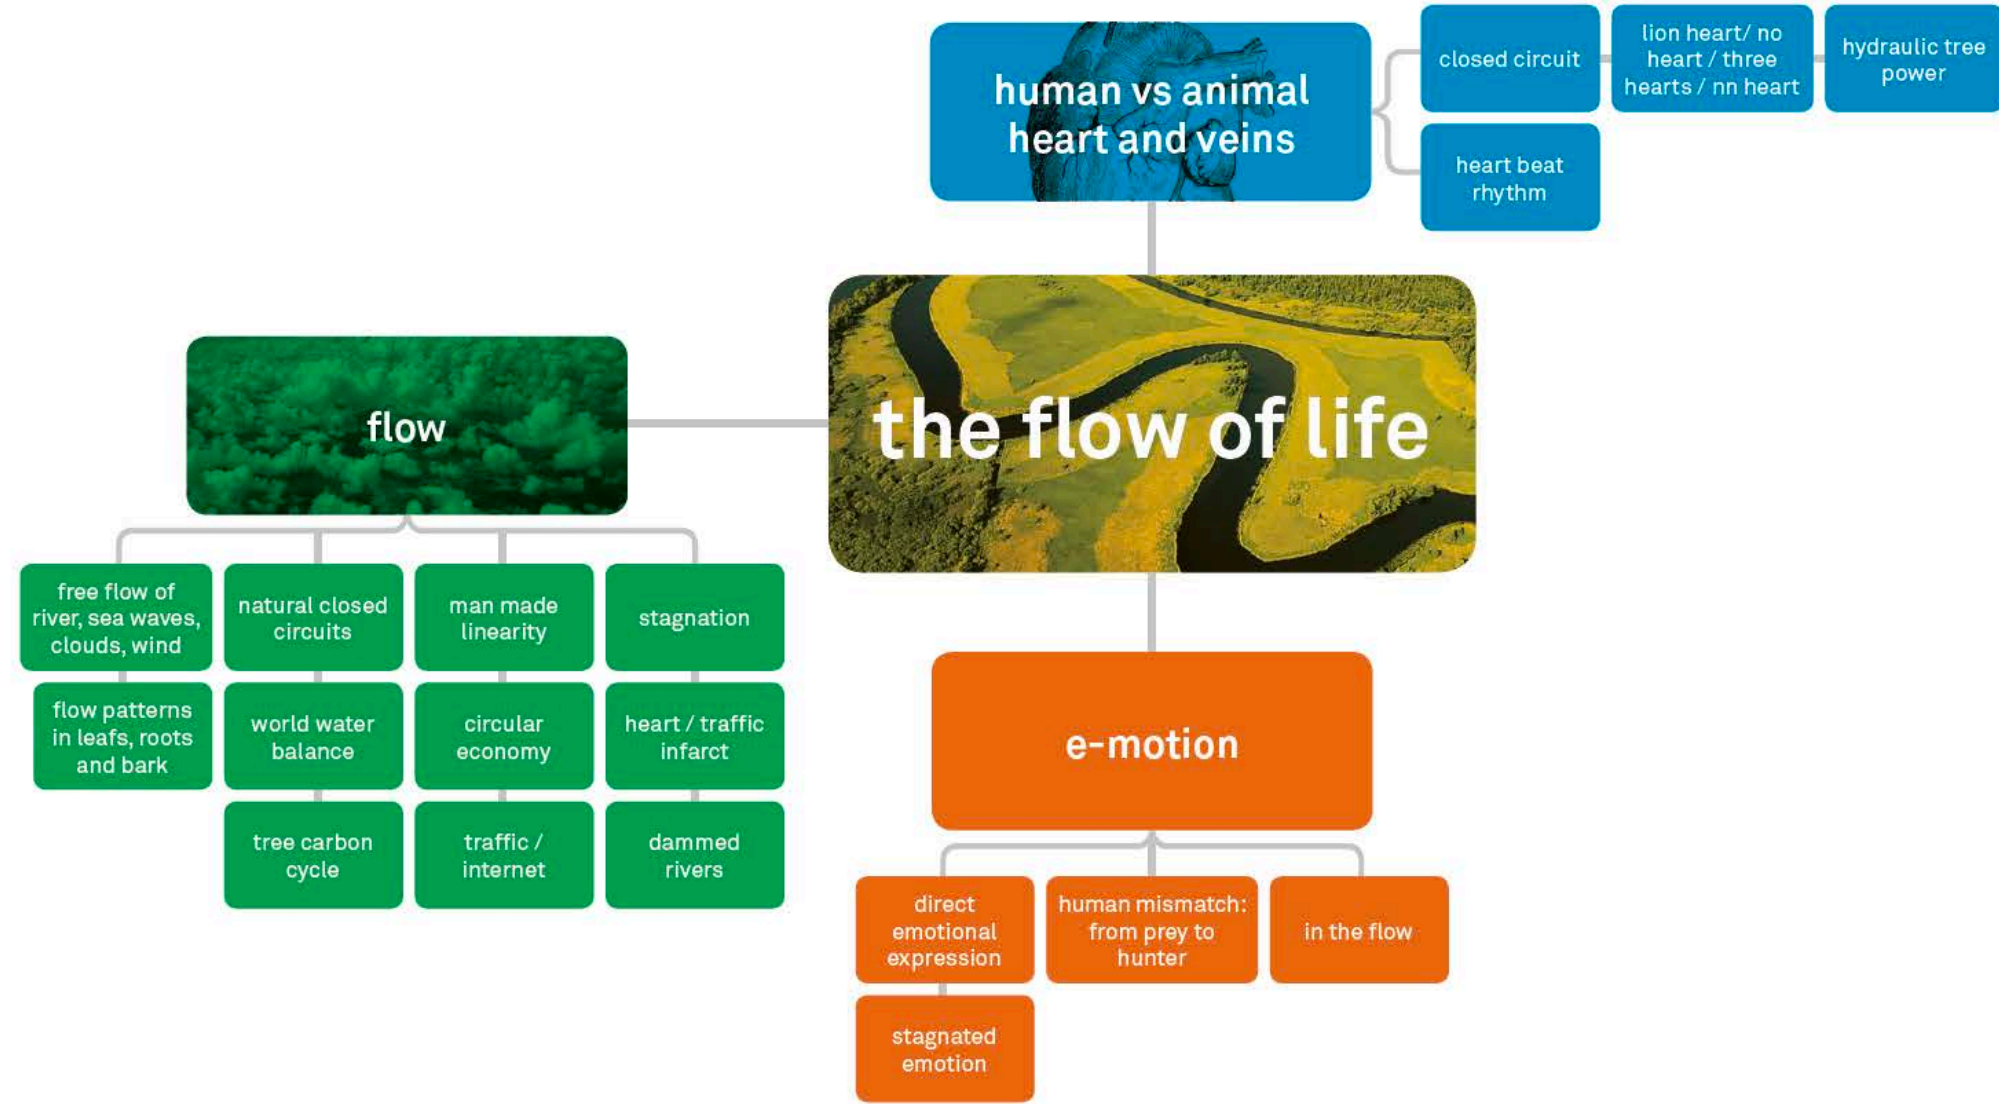 human vs animal
heart and veins
closed circuit
lion heart/ no
heart / three
hearts / nn heart
hydraulic tree
power
heart beat
rhythm
the flow of life
flow
free flow of
river, sea waves,
clouds, wind
natural closed
circuits
man made
linearity
stagnation
flow patterns
in leafs, roots
and bark
world water
balance
circular
economy
heart / traffic
infarct
tree carbon
cycle
traffic /
internet
dammed
rivers
e-motion
direct
emotional
expression
human mismatch:
from prey to
hunter
in the flow
stagnated
emotion